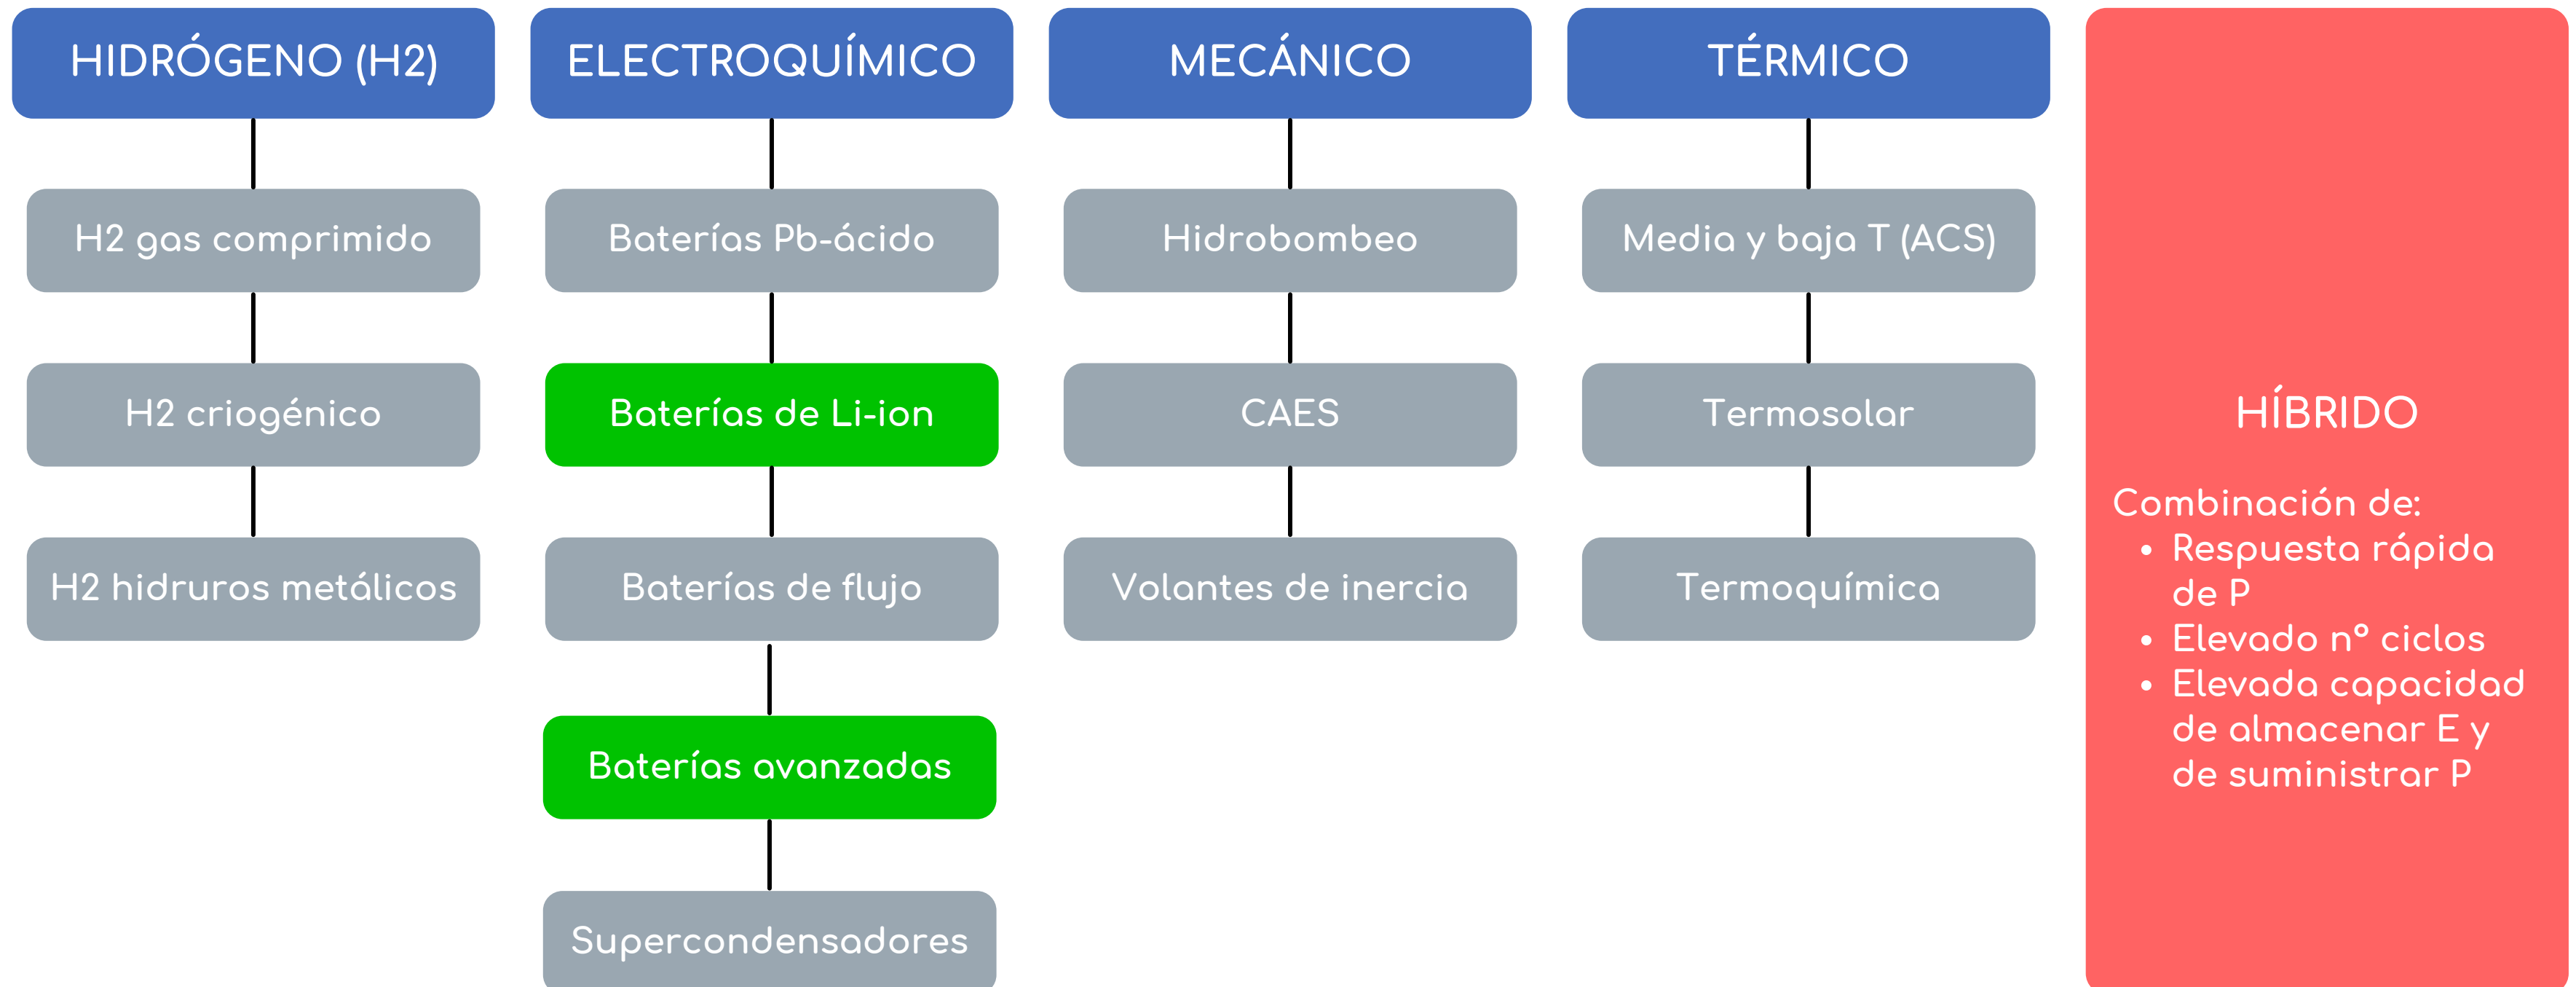 HIDRÓGENO (H2)
H2 gas comprimido
H2 criogénico
H2 hidruros metálicos
ELECTROQUÍMICO
Baterías Pb-ácido
Baterías de Li-ion
Baterías de flujo
Baterías avanzadas
Supercondensadores
MECÁNICO
Hidrobombeo
CAES
Volantes de inercia
TÉRMICO
Media y baja T (ACS)
Termosolar
Termoquímica
HÍBRIDO
Combinación de:
• Respuesta rápida
de P
• Elevado nº ciclos
• Elevada capacidad
de almacenar E y
de suministrar P